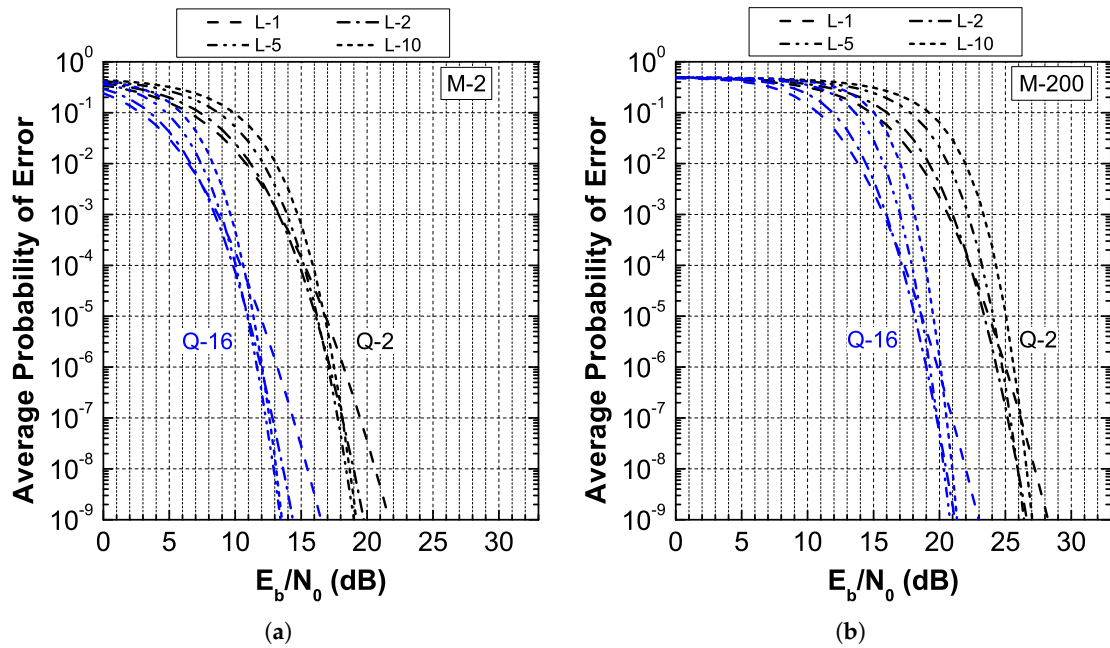 L-1 L-2
L-5 L-10
M-2
10^0
10^-1
10^-2
10^-3
10^-4
10^-5
10^-6
10^-7
10^-8
10^-9
Average Probability of Error
Q-16 Q-2
0 5 10 15 20 25 30
E_b/N_0 (dB)
(a)
L-1 L-2
L-5 L-10
M-200
10^0
10^-1
10^-2
10^-3
10^-4
10^-5
10^-6
10^-7
10^-8
10^-9
Average Probability of Error
Q-16 Q-2
0 5 10 15 20 25 30
E_b/N_0 (dB)
(b)